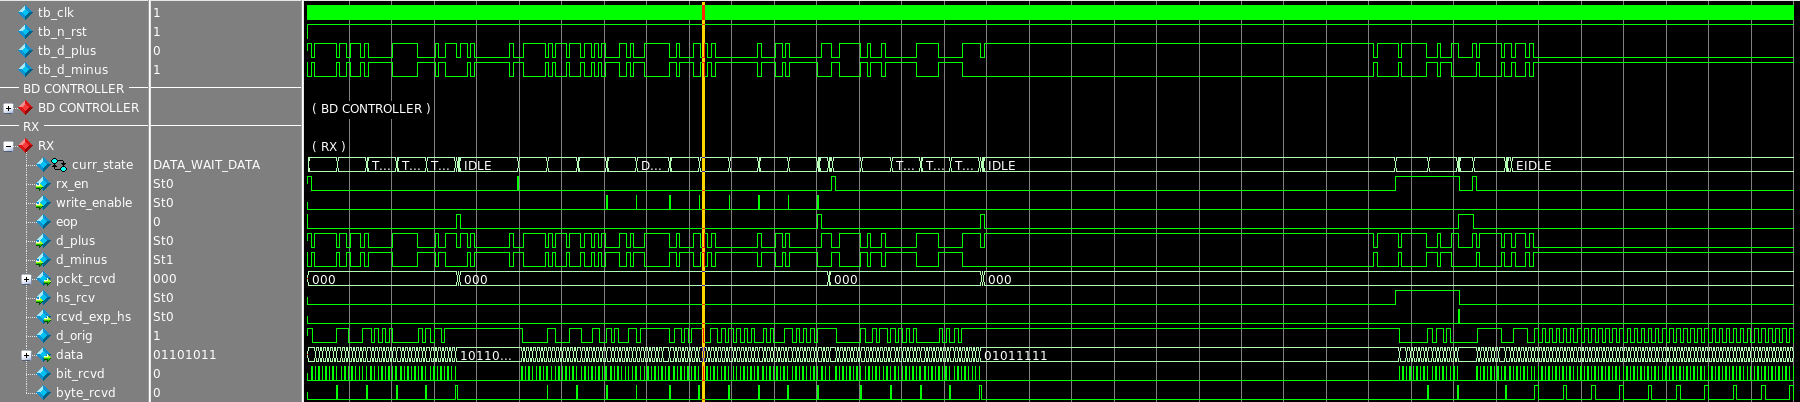 tb_clk 1
tb_n_rst 1
tb_d_plus 0
tb_d_minus 1
BD CONTROLLER
BD CONTROLLER ( BD CONTROLLER )
RX
RX ( RX )
curr_state DATA_WAIT_DATA T... T... T... IDLE D... T... T... T... IDLE EIDLE
rx_en St0
write_enable St0
eop 0
d_plus St0
d_minus St1
pckt_rcvd 000 000 000 000 000
hs_rcv St0
rcvd_exp_hs St0
d_orig 1
data 01101011 10110... 01011111
bit_rcvd 0
byte_rcvd 0